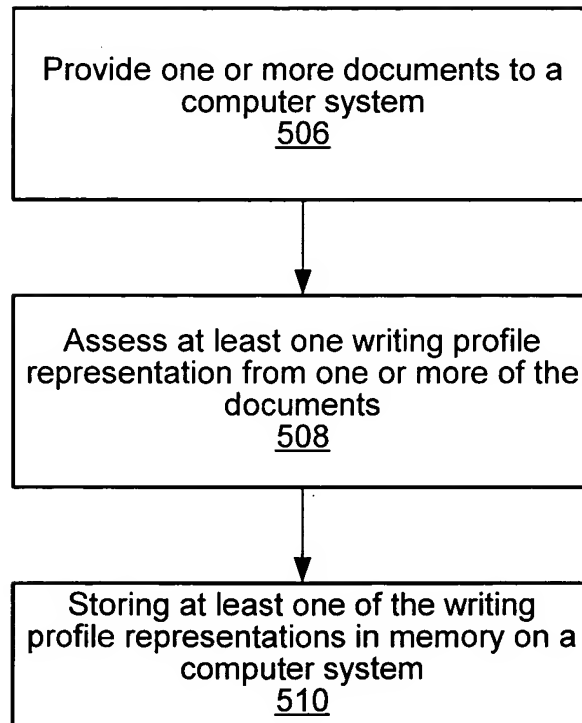 Provide one or more documents to a
computer system
506
Assess at least one writing profile
representation from one or more of the
documents
508
Storing at least one of the writing
profile representations in memory on a
computer system
510